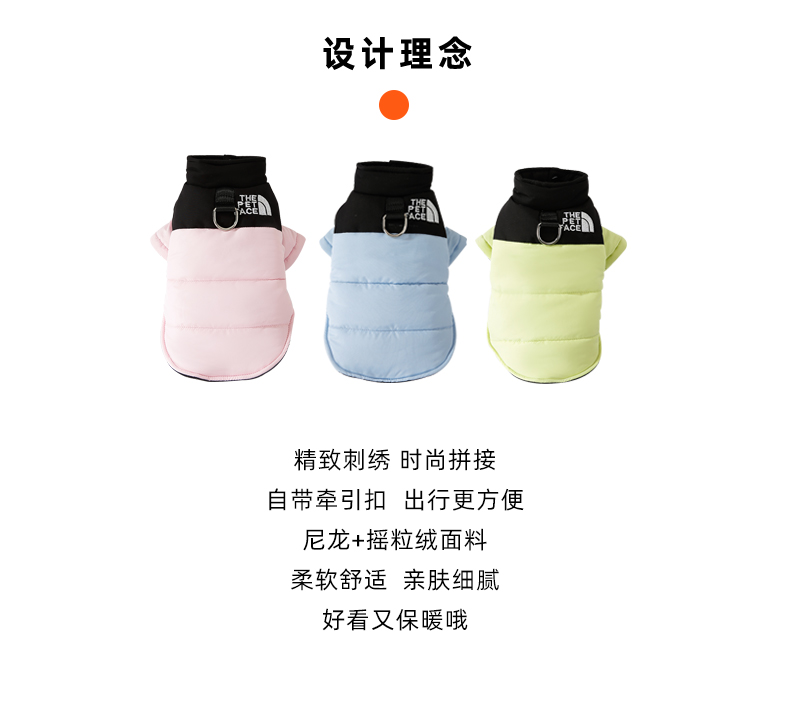 设计理念
THE
PET
FACE
THE
PET
FACE
THE
PET
FACE
精致刺绣 时尚拼接
自带牵引扣 出行更方便
尼龙+摇粒绒面料
柔软舒适 亲肤细腻
好看又保暖哦